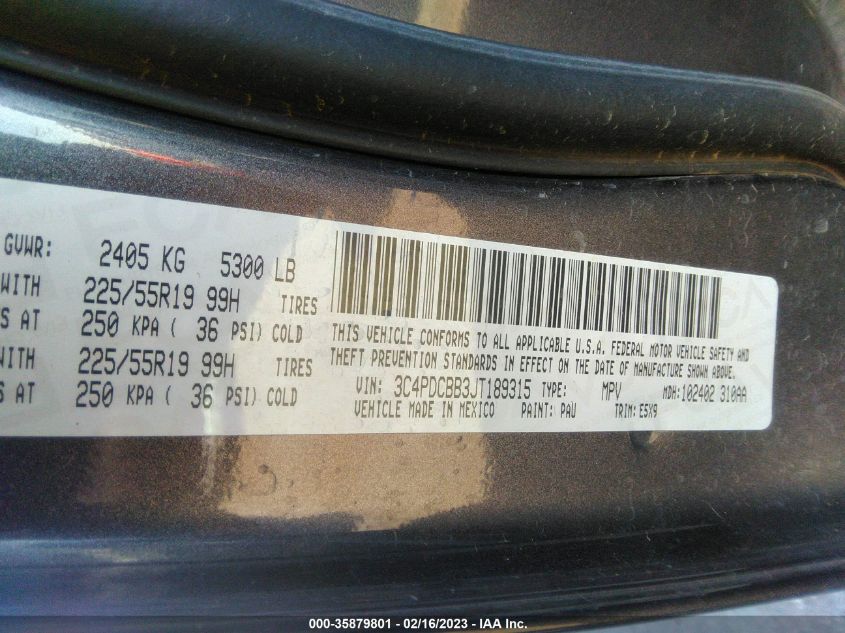 GVWR: 2405 KG 5300 LB
WITH 225/55R19 99H TIRES
S AT 250 KPA ( 36 PSI) COLD
WITH 225/55R19 99H TIRES
S AT 250 KPA ( 36 PSI) COLD
THIS VEHICLE CONFORMS TO ALL APPLICABLE U.S.A. FEDERAL MOTOR VEHICLE SAFETY AND
THEFT PREVENTION STANDARDS IN EFFECT ON THE DATE OF MANUFACTURE SHOWN ABOVE.
VIN: 3C4PDCBB3JT189315 TYPE: MPV MDH:102402 310AA
VEHICLE MADE IN MEXICO PAINT: PAU TRIM: E5X9
000-35879801 - 02/16/2023 - IAA Inc.